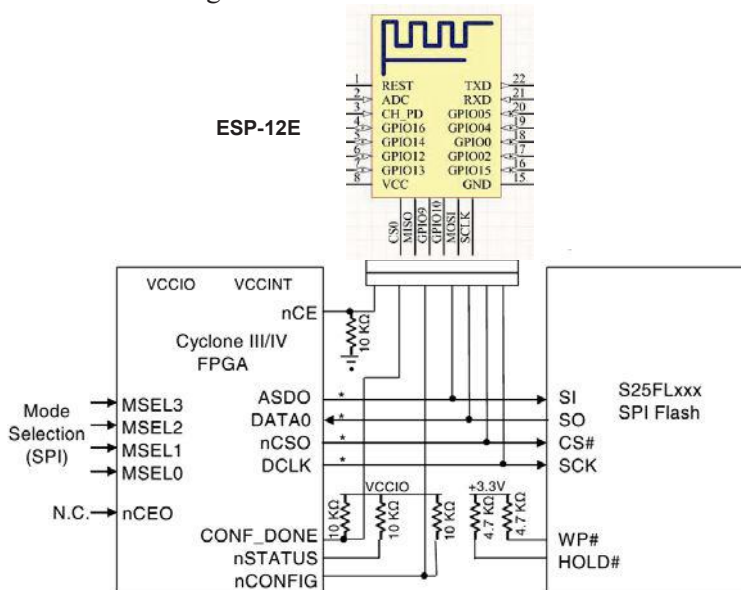 1 REST TXD 22
2 ADC RXD 21
3 CH_PD GPIO05 20
4 GPIO16 GPIO04 19
5 GPIO14 GPIO0 18
6 GPIO12 GPIO02 17
7 GPIO13 GPIO15 16
8 VCC GND 15
ESP-12E
CS0
MISO
GPIO9
GPIO10
MOSI
SCLK
VCCIO VCCINT
nCE
10 KΩ
Cyclone III/IV
FPGA
Mode
Selection
(SPI)
MSEL3
MSEL2
MSEL1
MSEL0
N.C. nCEO
ASDO *
DATA0 *
nCSO *
DCLK *
SI
SO
CS#
SCK
S25FLxxx
SPI Flash
VCCIO
+3.3V
10 KΩ
10 KΩ
10 KΩ
4.7 KΩ
4.7 KΩ
CONF_DONE
nSTATUS
nCONFIG
WP#
HOLD#